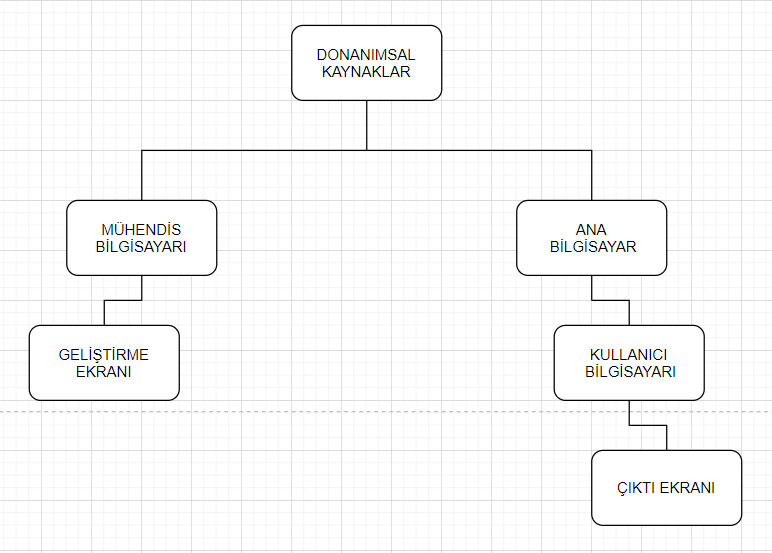 DONANIMSAL
KAYNAKLAR
MÜHENDİS
BİLGİSAYARI
ANA
BİLGİSAYAR
GELİŞTİRME
EKRANI
KULLANICI
BİLGİSAYARI
ÇIKTI EKRANI